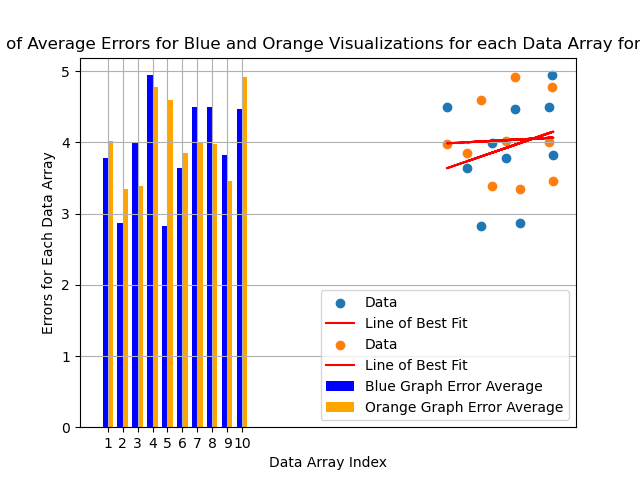 of Average Errors for Blue and Orange Visualizations for each Data Array for
Errors for Each Data Array
5
4
3
2
1
0
Data
Line of Best Fit
Data
Line of Best Fit
Blue Graph Error Average
Orange Graph Error Average
1 2 3 4 5 6 7 8 9 10
Data Array Index